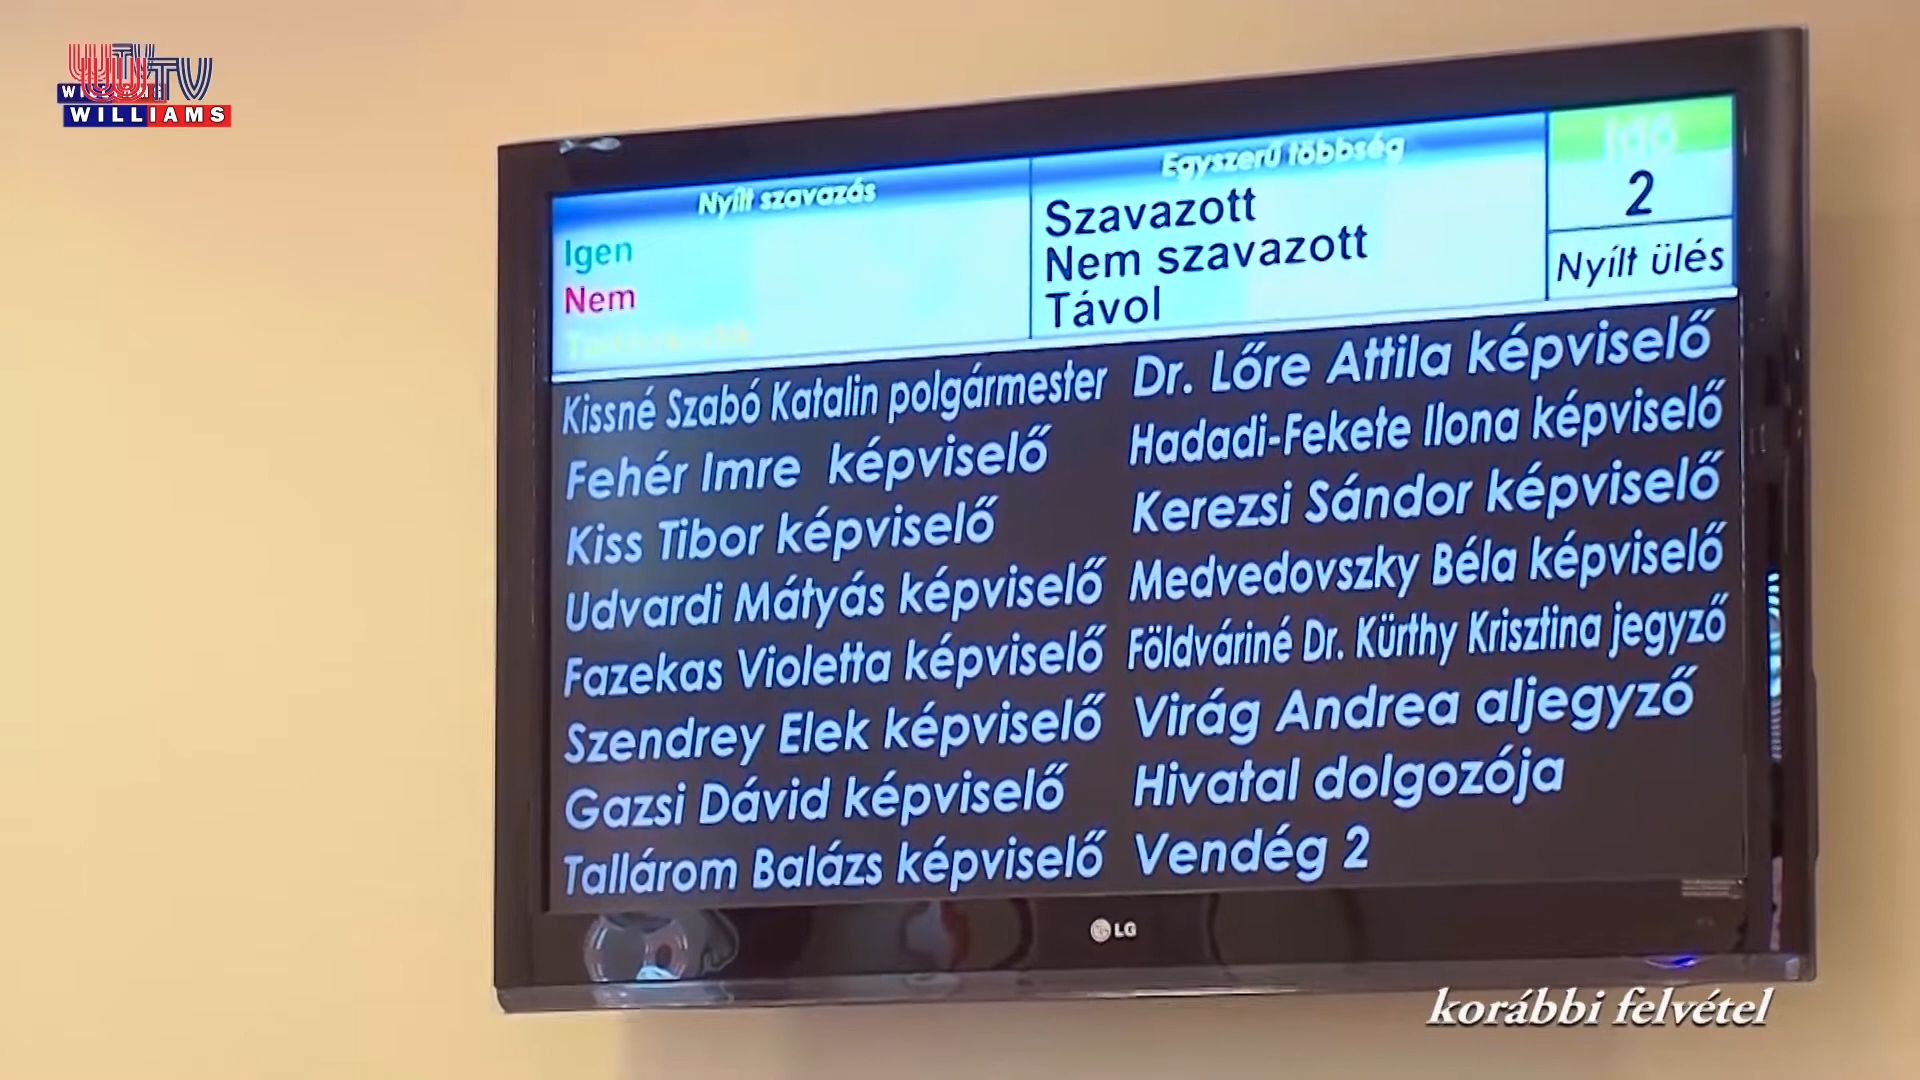 WTV
WILLIAMS
Nyílt szavazás
Igen
Nem
Egyszerű többség
Szavazott
Nem szavazott
Távol
Idő
2
Nyílt ülés
Kissné Szabó Katalin polgármester
Fehér Imre képviselő
Kiss Tibor képviselő
Udvardi Mátyás képviselő
Fazekas Violetta képviselő
Szendrey Elek képviselő
Gazsi Dávid képviselő
Tallárom Balázs képviselő
Dr. Lőre Attila képviselő
Hadadi-Fekete Ilona képviselő
Kerezsi Sándor képviselő
Medvedovszky Béla képviselő
Földváriné Dr. Kürthy Krisztina jegyző
Virág Andrea aljegyző
Hivatal dolgozója
Vendég 2
LG
korábbi felvétel